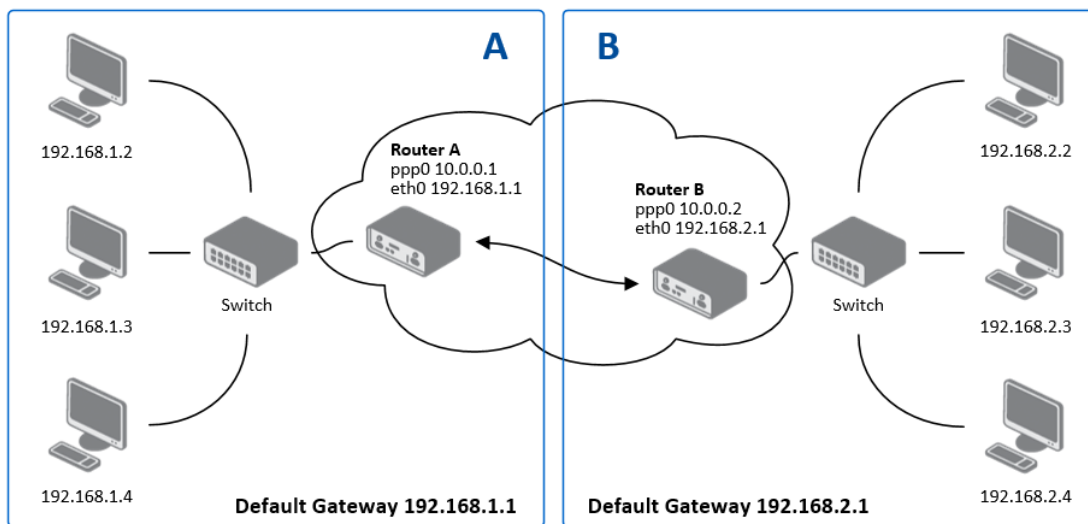 A
B
192.168.1.2
192.168.2.2
Router A
ppp0 10.0.0.1
eth0 192.168.1.1
Router B
ppp0 10.0.0.2
eth0 192.168.2.1
Switch
Switch
192.168.1.3
192.168.2.3
192.168.1.4
192.168.2.4
Default Gateway 192.168.1.1
Default Gateway 192.168.2.1